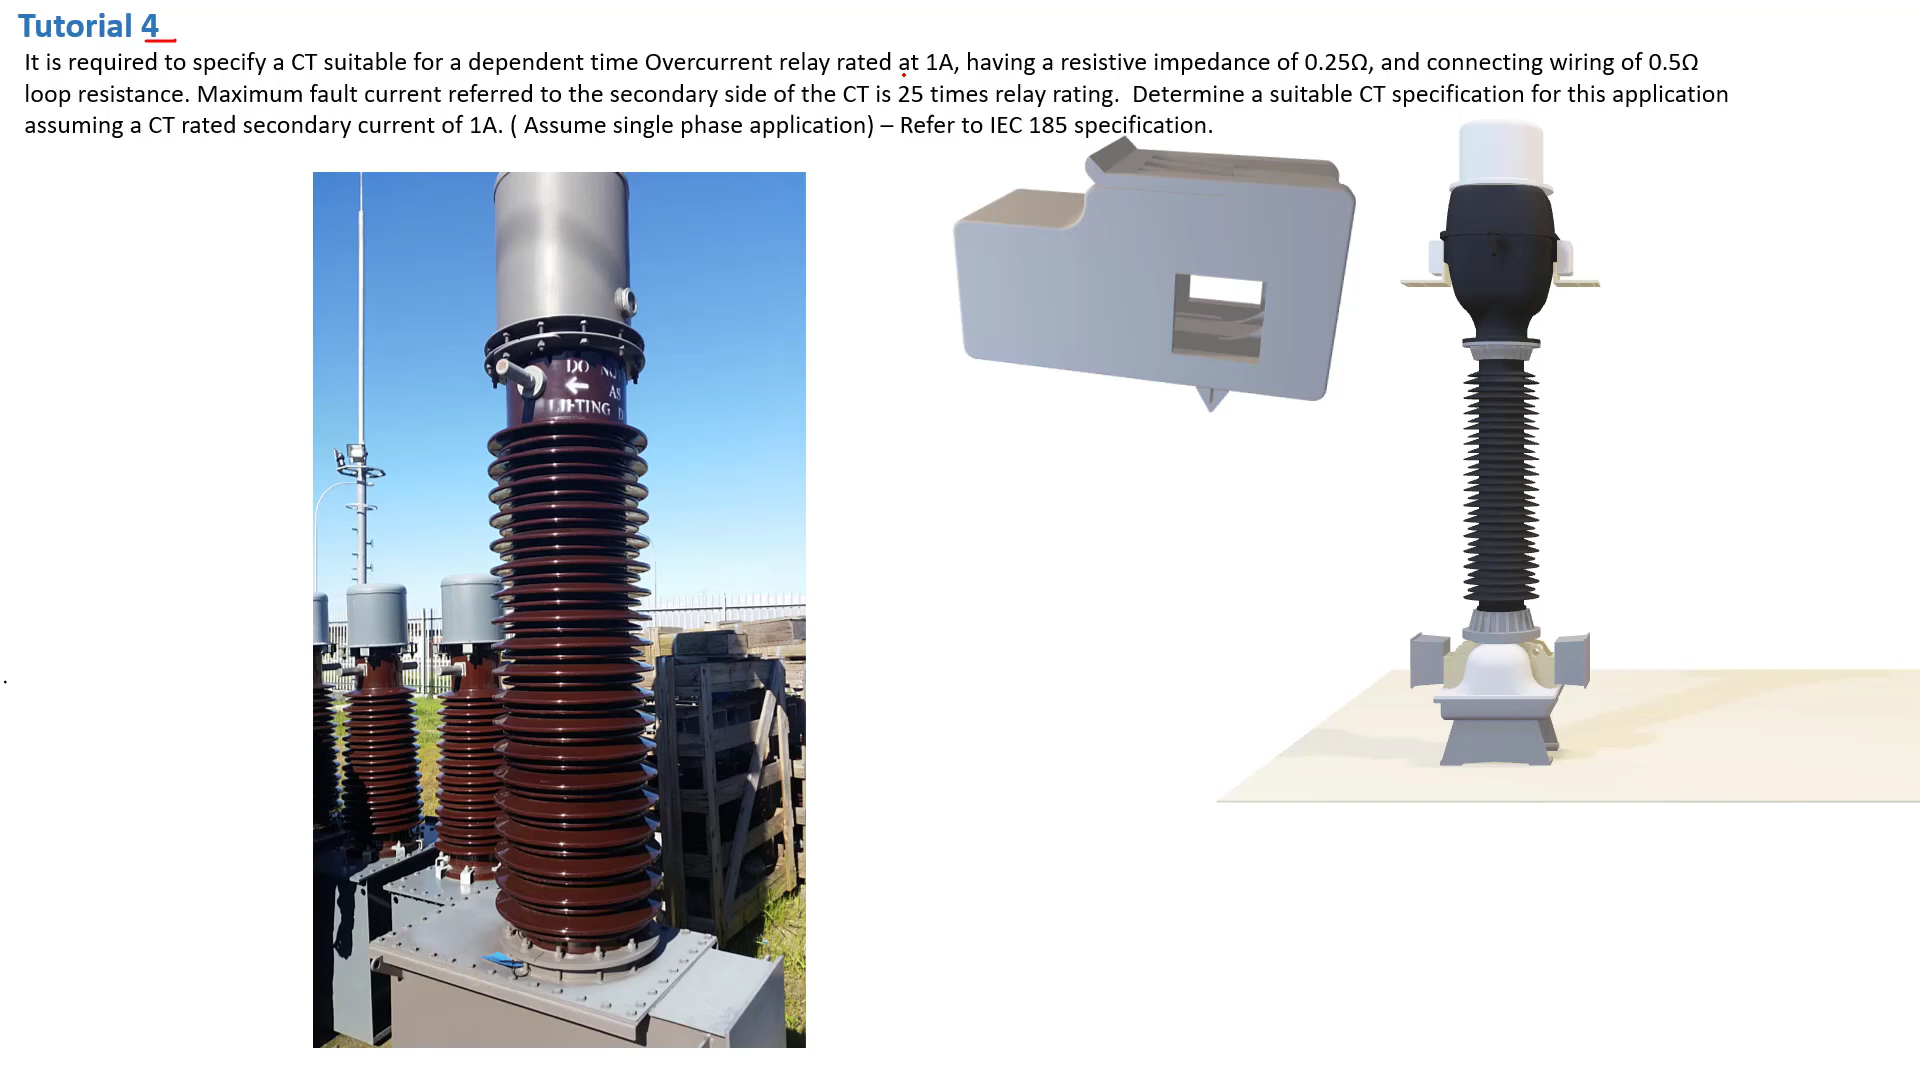 Tutorial 4
It is required to specify a CT suitable for a dependent time Overcurrent relay rated at 1A, having a resistive impedance of 0.25Ω, and connecting wiring of 0.5Ω
loop resistance. Maximum fault current referred to the secondary side of the CT is 25 times relay rating. Determine a suitable CT specification for this application
assuming a CT rated secondary current of 1A. ( Assume single phase application) – Refer to IEC 185 specification.
DO
AS
LIFTING